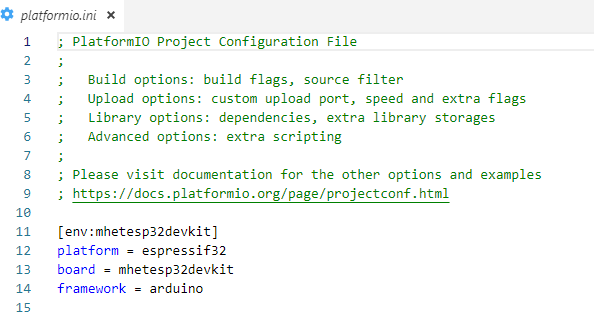 platformio.ini ×
1 ; PlatformIO Project Configuration File
2 ;
3 ;   Build options: build flags, source filter
4 ;   Upload options: custom upload port, speed and extra flags
5 ;   Library options: dependencies, extra library storages
6 ;   Advanced options: extra scripting
7 ;
8 ; Please visit documentation for the other options and examples
9 ; https://docs.platformio.org/page/projectconf.html
10
11 [env:mhetesp32devkit]
12 platform = espressif32
13 board = mhetesp32devkit
14 framework = arduino
15